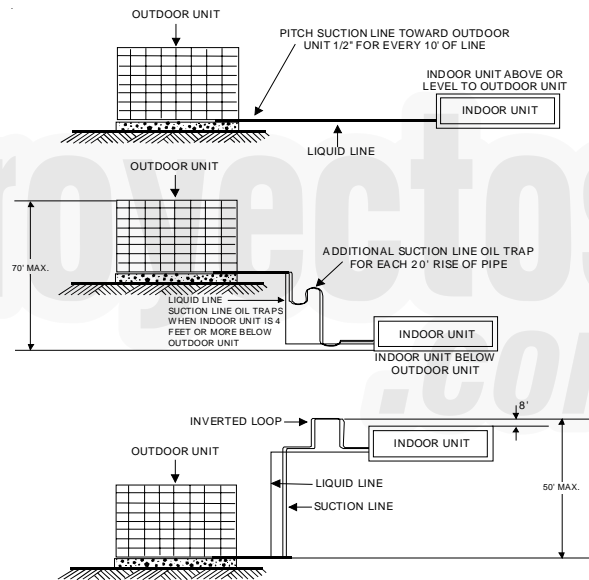 OUTDOOR UNIT
PITCH SUCTION LINE TOWARD OUTDOOR
UNIT 1/2" FOR EVERY 10' OF LINE
INDOOR UNIT ABOVE OR
LEVEL TO OUTDOOR UNIT
INDOOR UNIT
LIQUID LINE
OUTDOOR UNIT
70' MAX.
ADDITIONAL SUCTION LINE OIL TRAP
FOR EACH 20' RISE OF PIPE
LIQUID LINE
SUCTION LINE OIL TRAPS
WHEN INDOOR UNIT IS 4
FEET OR MORE BELOW
OUTDOOR UNIT
INDOOR UNIT
INDOOR UNIT BELOW
OUTDOOR UNIT
royectos
.co
INVERTED LOOP
8'
INDOOR UNIT
OUTDOOR UNIT
LIQUID LINE
SUCTION LINE
50' MAX.